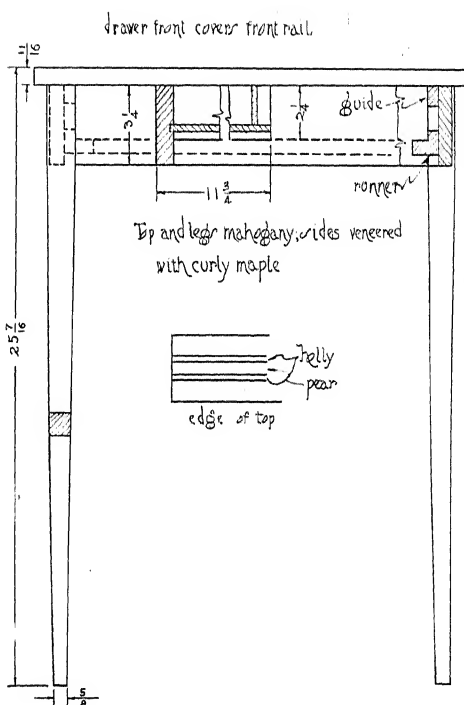 drawer front covers front rail
11/16
3 1/4
2 1/4
guide
runner
11 3/4
Top and legs mahogany; sides veneered
with curly maple
25 7/16
holly
pear
edge of top
5/8